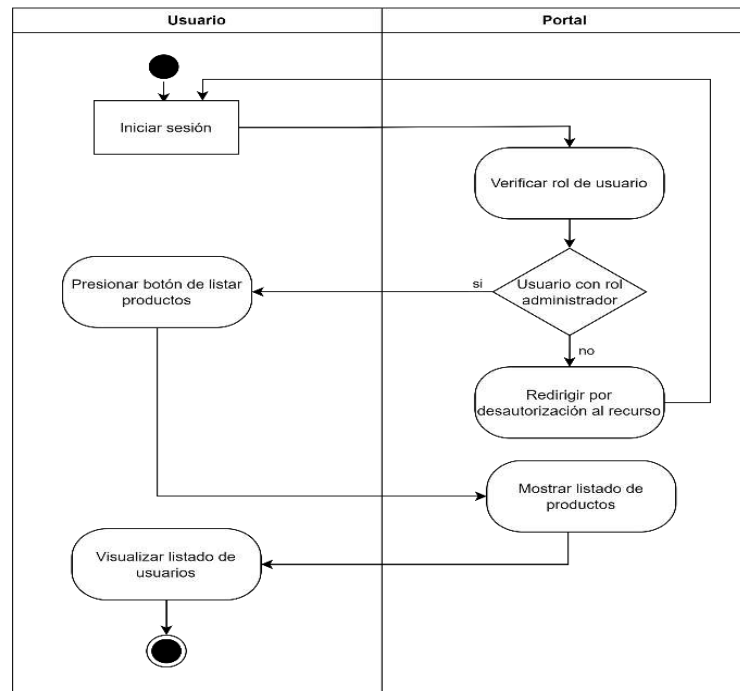 Usuario
Portal
Iniciar sesión
Verificar rol de usuario
Presionar botón de listar
productos
si
Usuario con rol
administrador
no
Redirigir por
desautorización al recurso
Mostrar listado de
productos
Visualizar listado de
usuarios